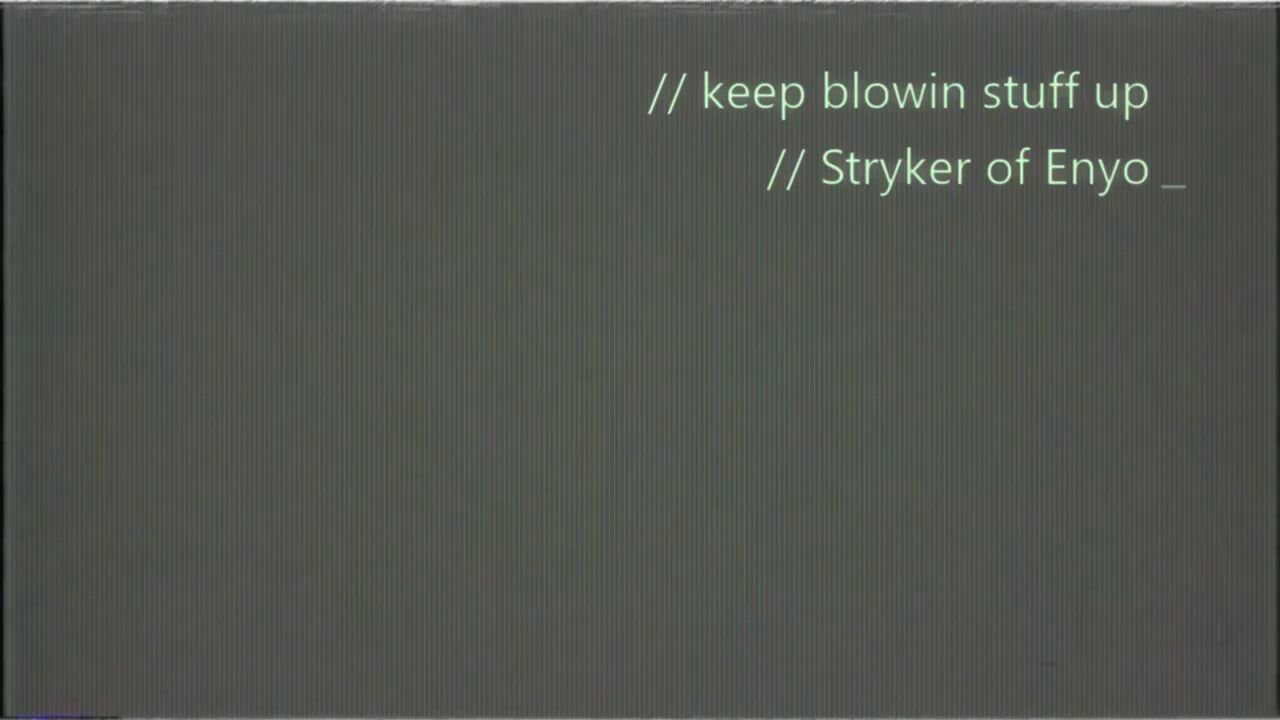 // keep blowin stuff up
// Stryker of Enyo _